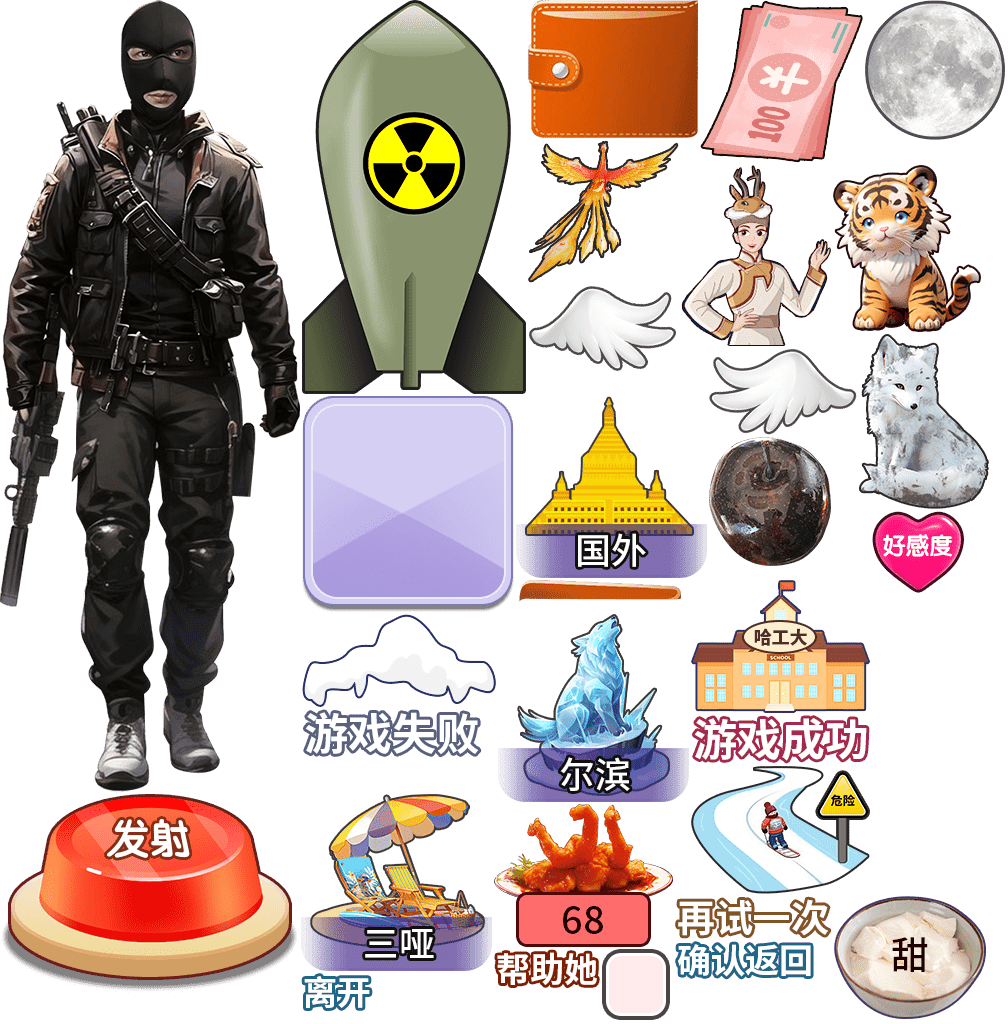 100
国外
好感度
哈工大
SCHOOL
游戏失败
游戏成功
尔滨
危险
发射
三哑
68
再试一次
甜
帮助她
确认返回
离开